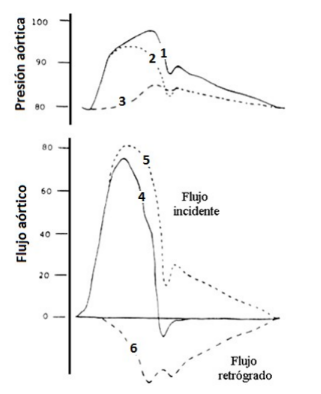 Presión aórtica
100
90
80
1
2
3
Flujo aórtico
80
60
40
20
0
5
4
Flujo
incidente
6
Flujo
retrógrado